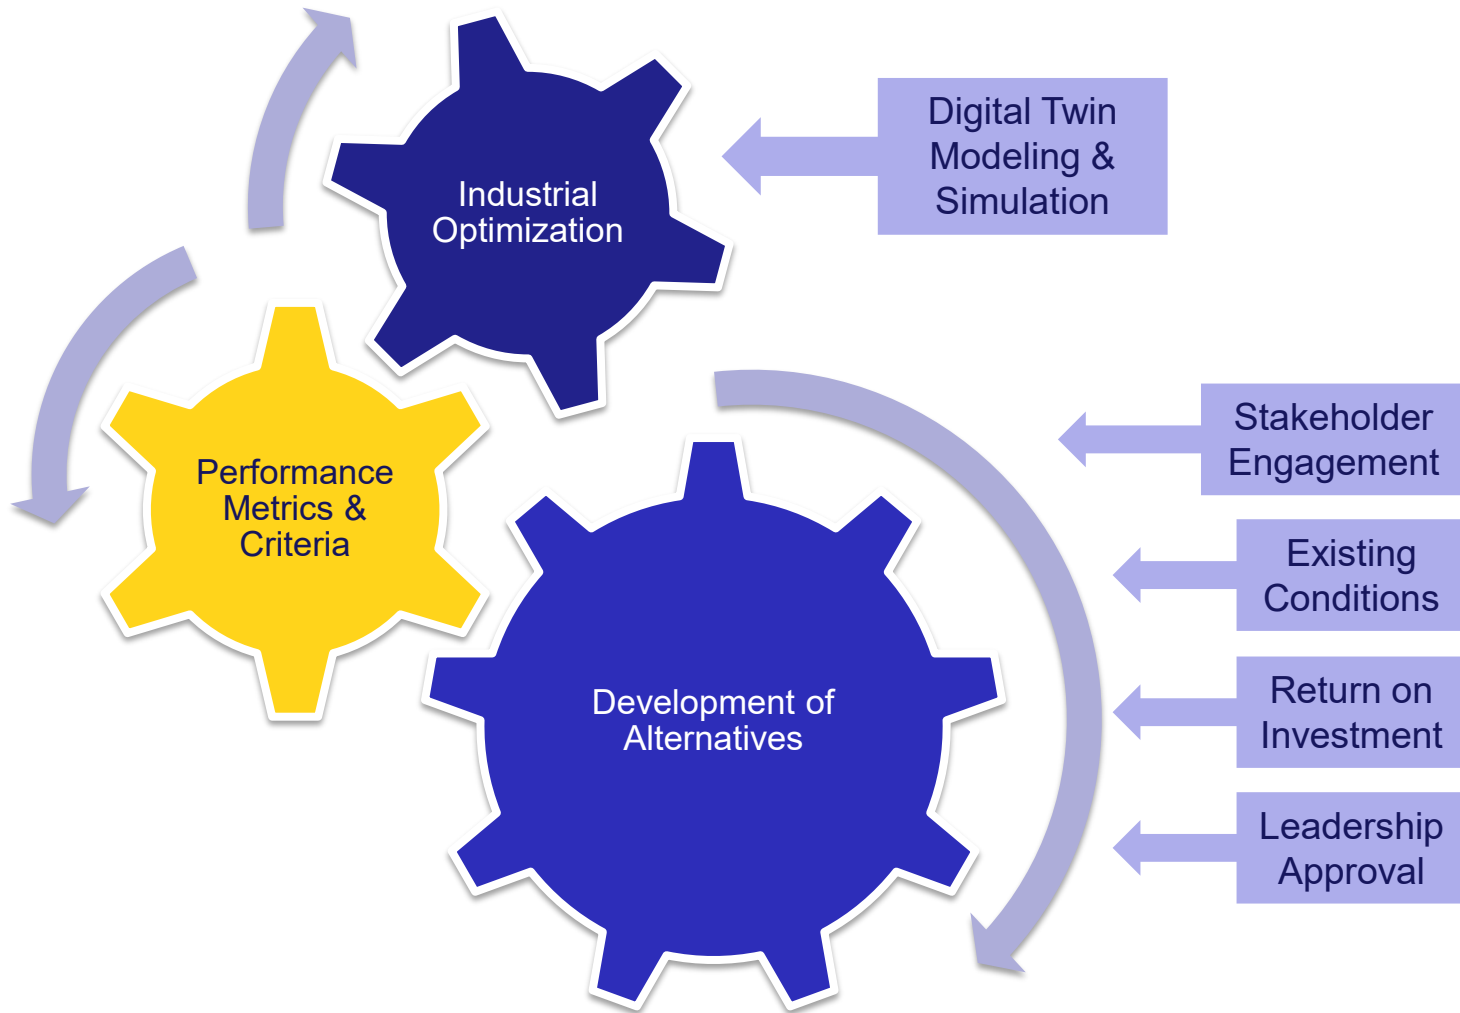 Industrial
Optimization
Digital Twin
Modeling &
Simulation
Performance
Metrics &
Criteria
Development of
Alternatives
Stakeholder
Engagement
Existing
Conditions
Return on
Investment
Leadership
Approval